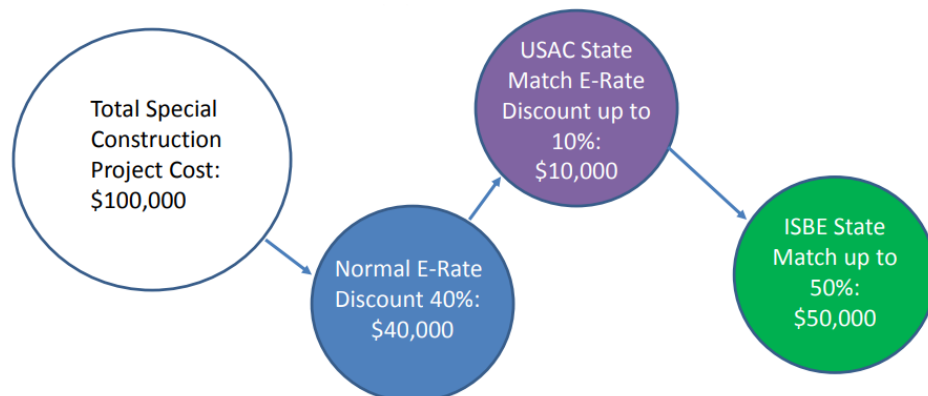 Total Special
Construction
Project Cost:
$100,000
Normal E-Rate
Discount 40%:
$40,000
USAC State
Match E-Rate
Discount up to
10%:
$10,000
ISBE State
Match up to
50%:
$50,000